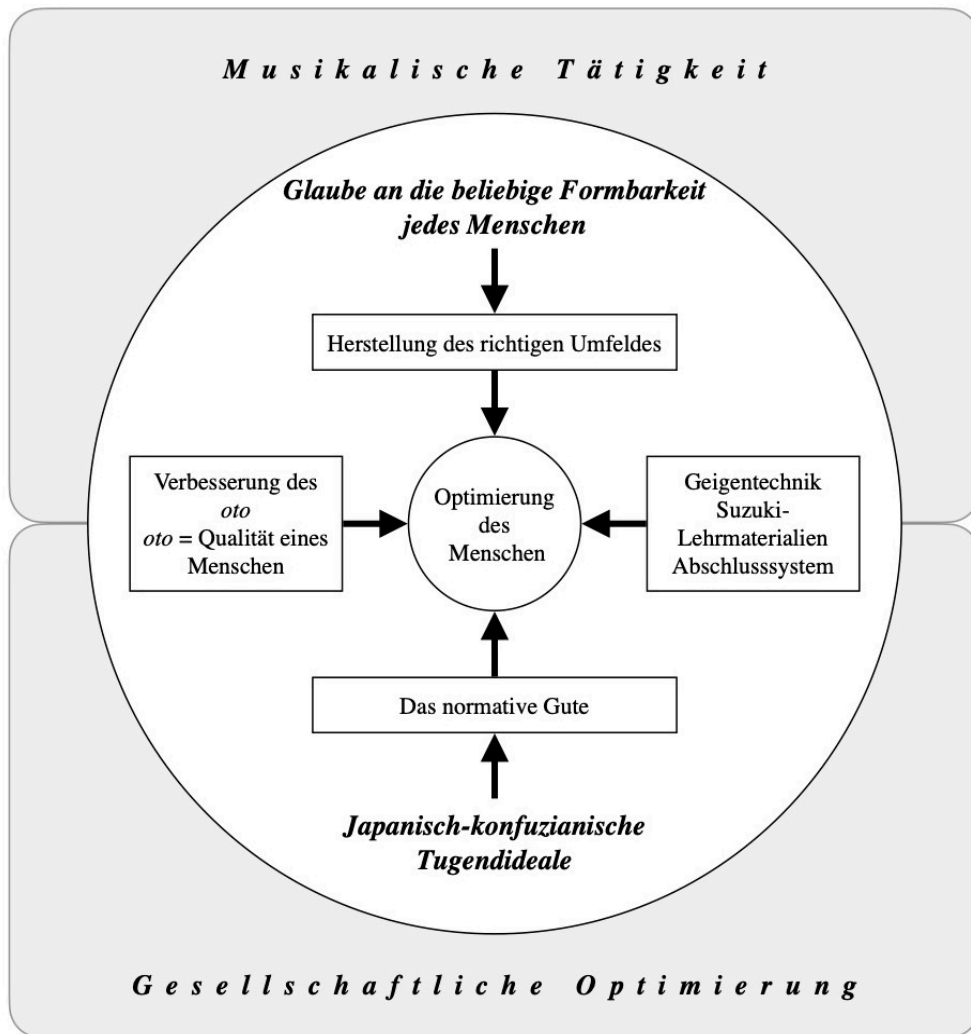 Musikalische Tätigkeit
Glaube an die beliebige Formbarkeit
jedes Menschen
Herstellung des richtigen Umfeldes
Verbesserung des
oto
oto = Qualität eines
Menschen
Optimierung
des
Menschen
Geigentechnik
Suzuki-
Lehrmaterialien
Abschlusssystem
Das normative Gute
Japanisch-konfuzianische
Tugendideale
Gesellschaftliche Optimierung